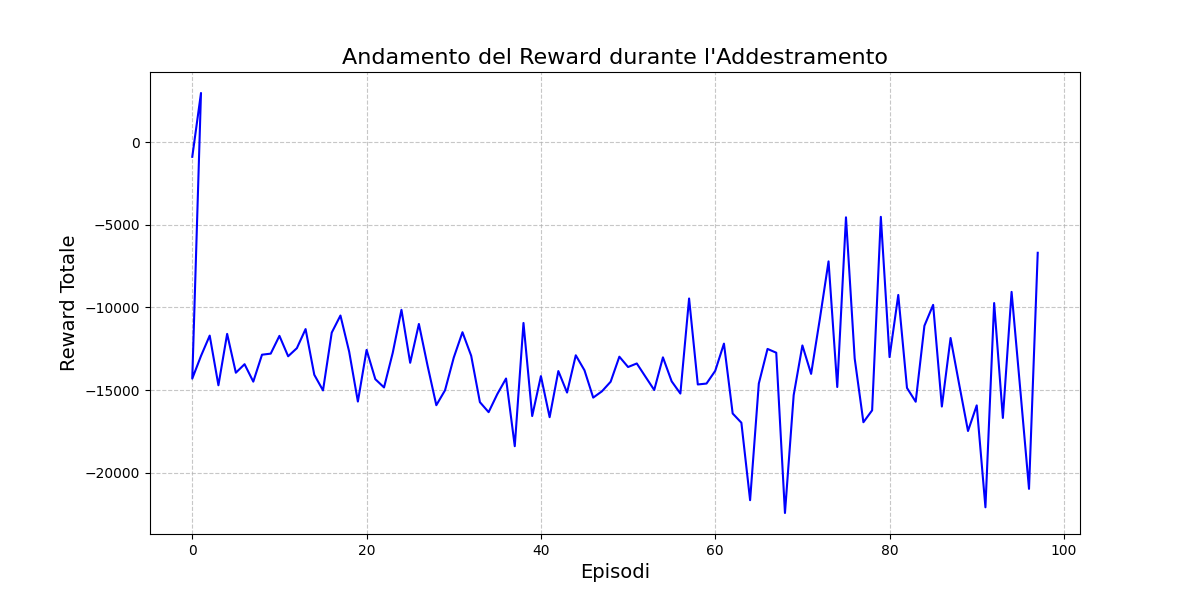 Andamento del Reward durante l'Addestramento
Reward Totale
0
−5000
−10000
−15000
−20000
0 20 40 60 80 100
Episodi